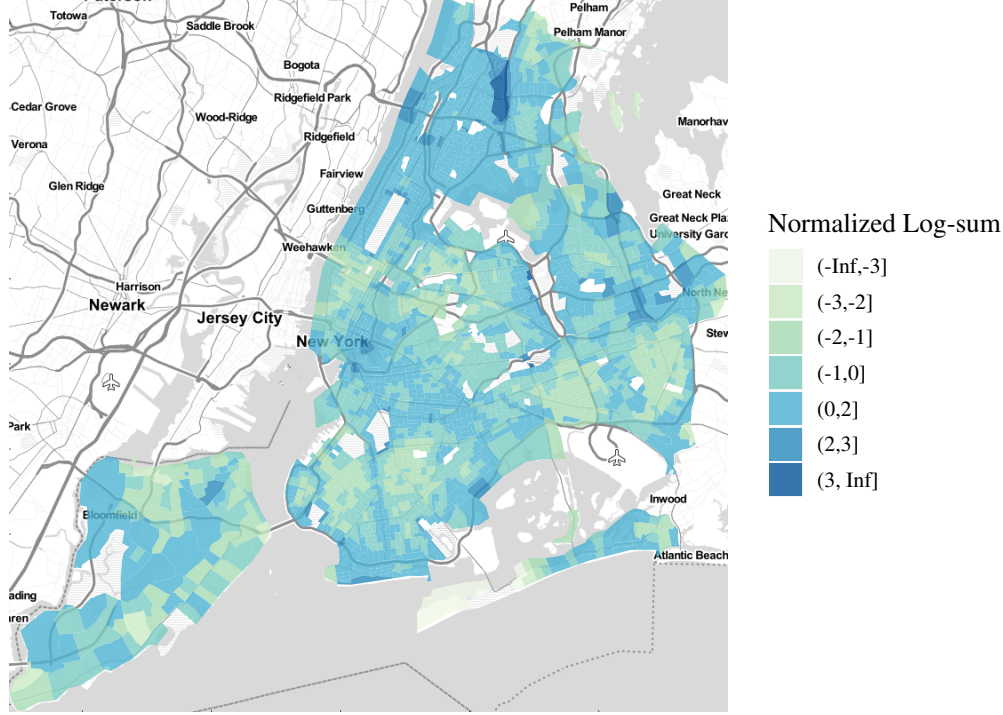 Totowa
Saddle Brook
Pelham
Pelham Manor
Bogota
Ridgefield Park
Cedar Grove
Wood-Ridge
Manorhav
Verona
Ridgefield
Glen Ridge
Fairview
Great Neck
Guttenberg
Great Neck Pla
University Gard
Weehawken
Harrison
Newark
North Ne
Jersey City
New York
Stew
Park
Inwood
Bloomfield
Atlantic Beach
ading
aren
Normalized Log-sum
(-Inf,-3]
(-3,-2]
(-2,-1]
(-1,0]
(0,2]
(2,3]
(3, Inf]